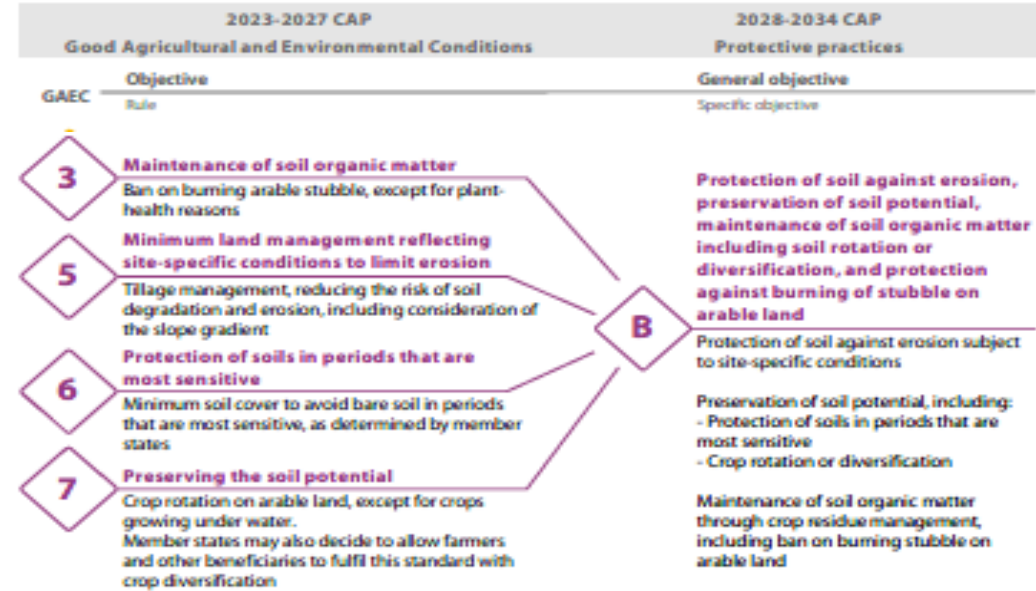 2023-2027 CAP
Good Agricultural and Environmental Conditions
2028-2034 CAP
Protective practices
GAEC
Objective
Rule
General objective
Specific objective
3
Maintenance of soil organic matter
Ban on burning arable stubble, except for plant-
health reasons
5
Minimum land management reflecting
site-specific conditions to limit erosion
Tillage management, reducing the risk of soil
degradation and erosion, including consideration of
the slope gradient
6
Protection of soils in periods that are
most sensitive
Minimum soil cover to avoid bare soil in periods
that are most sensitive, as determined by member
states
7
Preserving the soil potential
Crop rotation on arable land, except for crops
growing under water.
Member states may also decide to allow farmers
and other beneficiaries to fulfil this standard with
crop diversification
B
Protection of soil against erosion,
preservation of soil potential,
maintenance of soil organic matter
including soil rotation or
diversification, and protection
against burning of stubble on
arable land
Protection of soil against erosion subject
to site-specific conditions
Preservation of soil potential, including:
- Protection of soils in periods that are
most sensitive
- Crop rotation or diversification
Maintenance of soil organic matter
through crop residue management,
including ban on burning stubble on
arable land